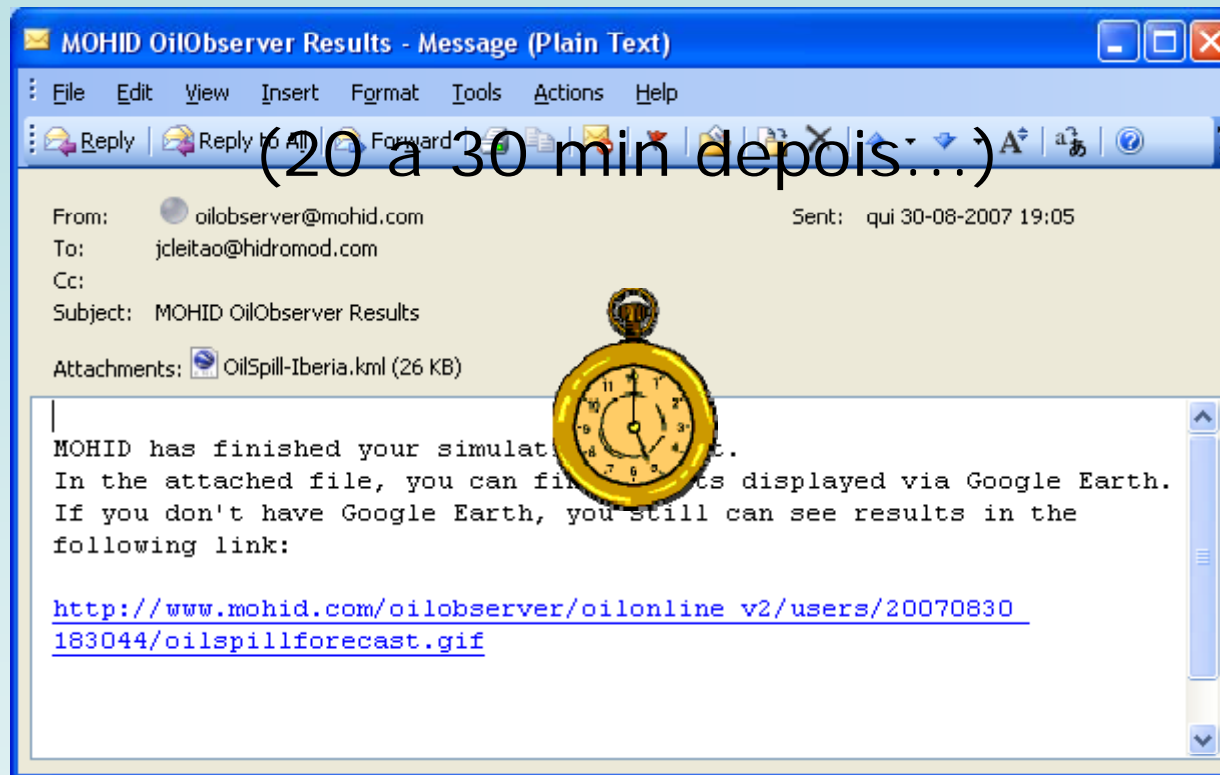 MOHID OilObserver Results - Message (Plain Text)
File Edit View Insert Format Tools Actions Help
Reply Reply to All Forward
(20 a 30 min depois...)
From: oilobserver@mohid.com Sent: qui 30-08-2007 19:05
To: jcleitao@hidromod.com
Cc:
Subject: MOHID OilObserver Results
Attachments: OilSpill-Iberia.kml (26 KB)
MOHID has finished your
In the attached file, you can displayed via Google Earth.
If you don't have Google Earth, you still can see results in the
following link:
http://www.mohid.com/oilobserver/oilonline_v2/users/20070830
183044/oilspillforecast.gif